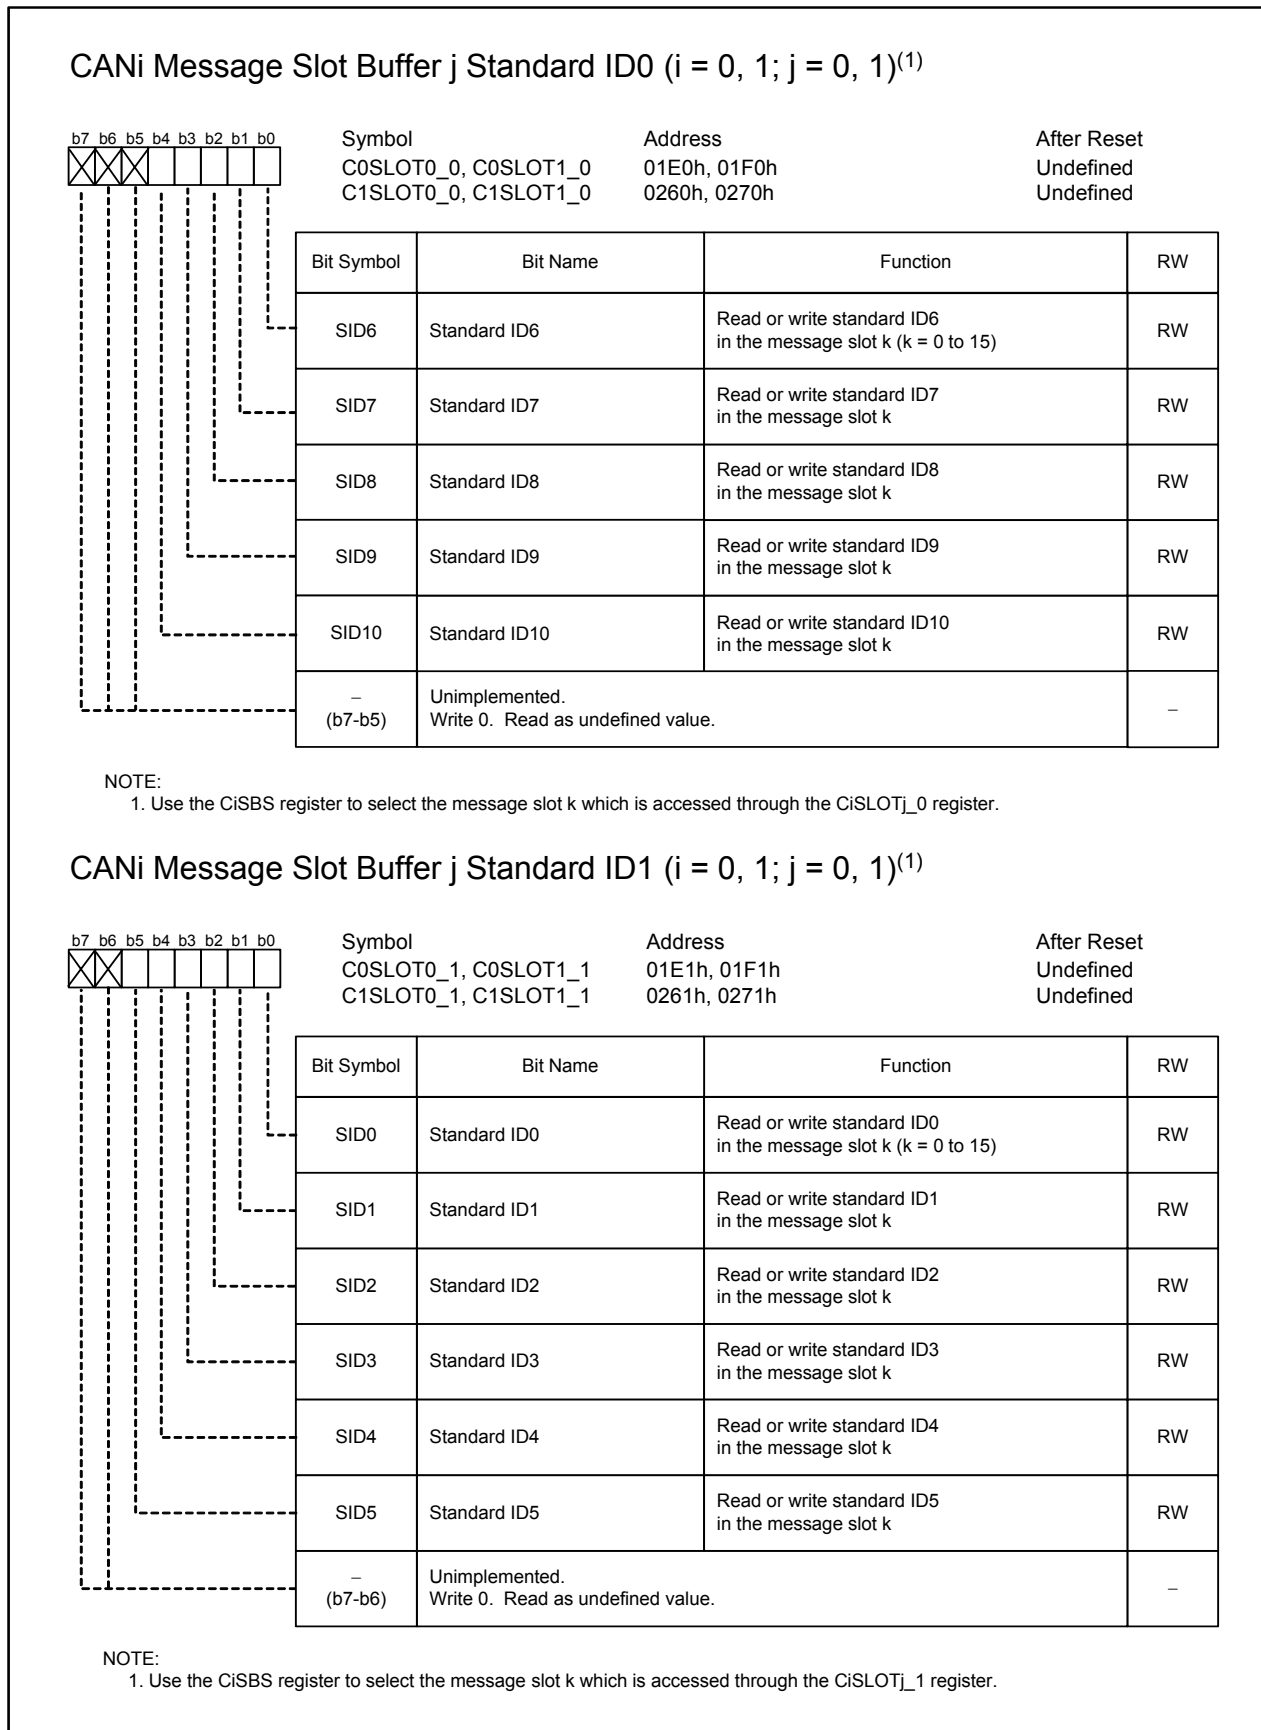 CANi Message Slot Buffer j Standard ID0 (i = 0, 1; j = 0, 1)(1)
b7 b6 b5 b4 b3 b2 b1 b0
Symbol Address After Reset
C0SLOT0_0, C0SLOT1_0 01E0h, 01F0h Undefined
C1SLOT0_0, C1SLOT1_0 0260h, 0270h Undefined
Bit Symbol Bit Name Function RW
SID6 Standard ID6 Read or write standard ID6
in the message slot k (k = 0 to 15) RW
SID7 Standard ID7 Read or write standard ID7
in the message slot k RW
SID8 Standard ID8 Read or write standard ID8
in the message slot k RW
SID9 Standard ID9 Read or write standard ID9
in the message slot k RW
SID10 Standard ID10 Read or write standard ID10
in the message slot k RW
– Unimplemented.
(b7-b5) Write 0. Read as undefined value. –
NOTE:
1. Use the CiSBS register to select the message slot k which is accessed through the CiSLOTj_0 register.
CANi Message Slot Buffer j Standard ID1 (i = 0, 1; j = 0, 1)(1)
b7 b6 b5 b4 b3 b2 b1 b0
Symbol Address After Reset
C0SLOT0_1, C0SLOT1_1 01E1h, 01F1h Undefined
C1SLOT0_1, C1SLOT1_1 0261h, 0271h Undefined
Bit Symbol Bit Name Function RW
SID0 Standard ID0 Read or write standard ID0
in the message slot k (k = 0 to 15) RW
SID1 Standard ID1 Read or write standard ID1
in the message slot k RW
SID2 Standard ID2 Read or write standard ID2
in the message slot k RW
SID3 Standard ID3 Read or write standard ID3
in the message slot k RW
SID4 Standard ID4 Read or write standard ID4
in the message slot k RW
SID5 Standard ID5 Read or write standard ID5
in the message slot k RW
– Unimplemented.
(b7-b6) Write 0. Read as undefined value. –
NOTE:
1. Use the CiSBS register to select the message slot k which is accessed through the CiSLOTj_1 register.